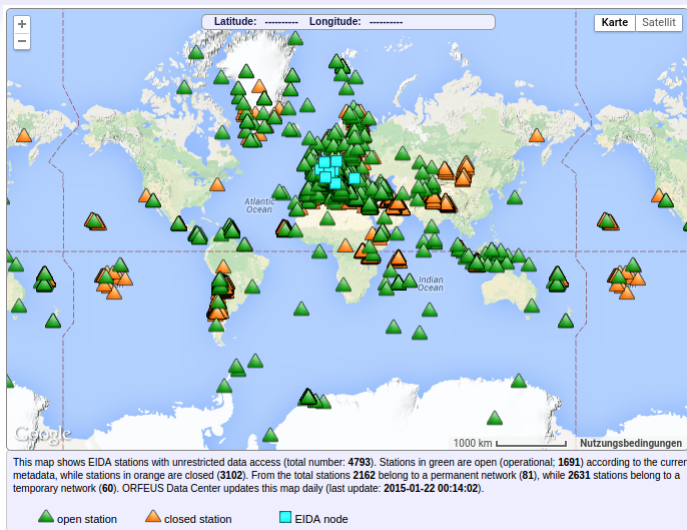 +
Latitude: ---------- Longitude: ----------
Karte Satellit
−
Atlantic
Ocean
Indian
Ocean
Google
1000 km
Nutzungsbedingungen
This map shows EIDA stations with unrestricted data access (total number: 4793). Stations in green are open (operational; 1691) according to the curren
metadata, while stations in orange are closed (3102). From the total stations 2162 belong to a permanent network (81), while 2631 stations belong to a
temporary network (60). ORFEUS Data Center updates this map daily (last update: 2015-01-22 00:14:02).
open station closed station EIDA node